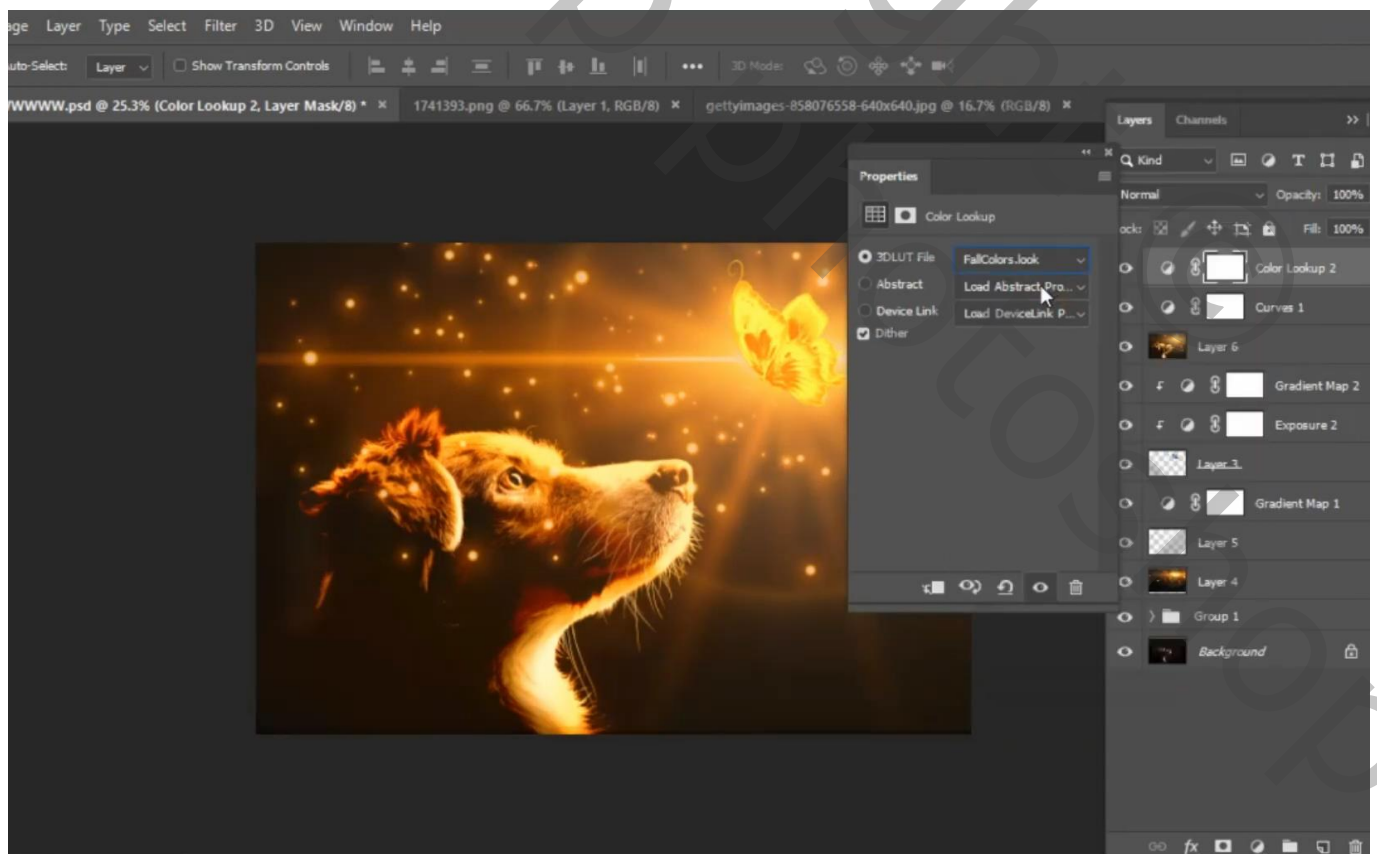 age Layer Type Select Filter 3D View Window Help
uto-Select: Layer Show Transform Controls ••• 3D Mode:
/WWWW.psd @ 25.3% (Color Lookup 2, Layer Mask/8) * × 1741393.png @ 66.7% (Layer 1, RGB/8) × gettyimages-858076558-640x640.jpg @ 16.7% (RGB/8) ×
Layers Channels
Kind
Normal Opacity: 100%
ock: Fill: 100%
Properties
Color Lookup
3DLUT File FallColors.look
Abstract Load Abstract Pro...
Device Link Load DeviceLink P...
Dither
Color Lookup 2
Curves 1
Layer 6
Gradient Map 2
Exposure 2
Layer 3
Gradient Map 1
Layer 5
Layer 4
Group 1
Background
fx